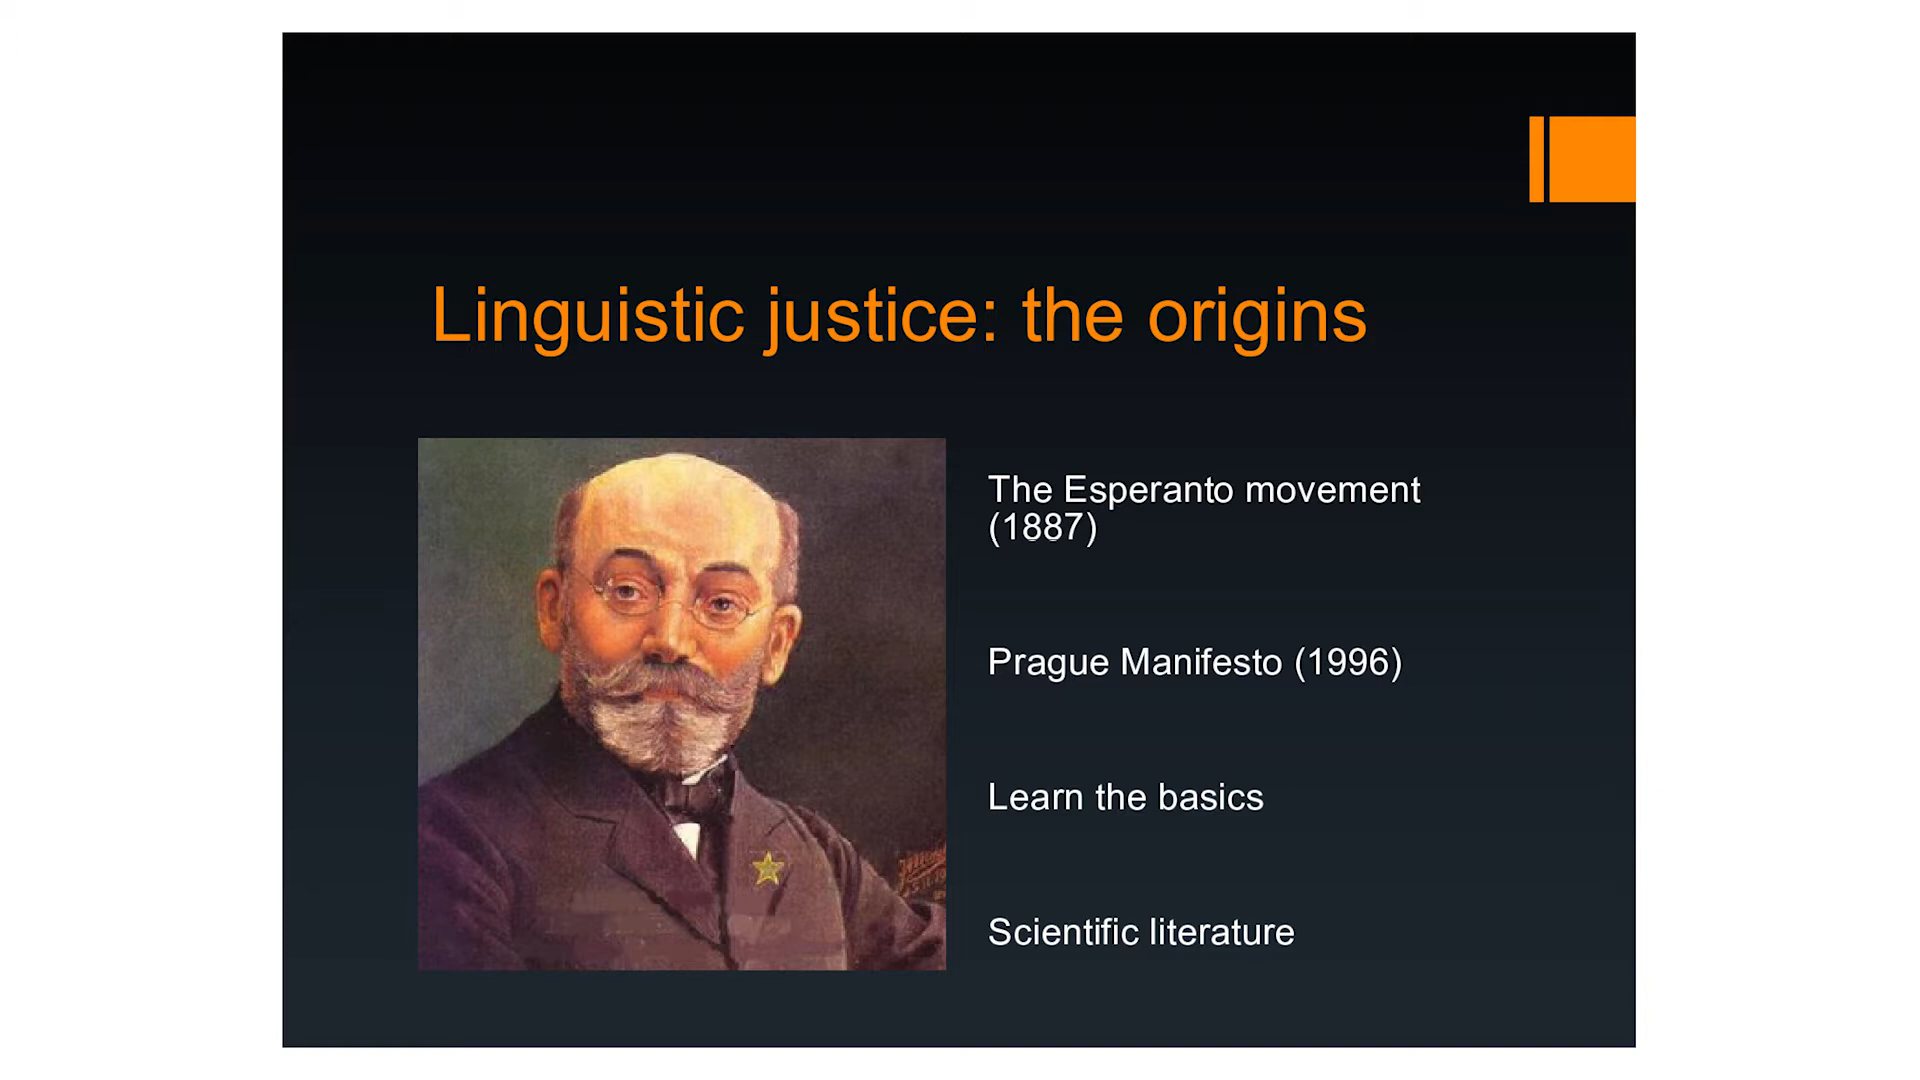 Linguistic justice: the origins
The Esperanto movement
(1887)
Prague Manifesto (1996)
Learn the basics
Scientific literature